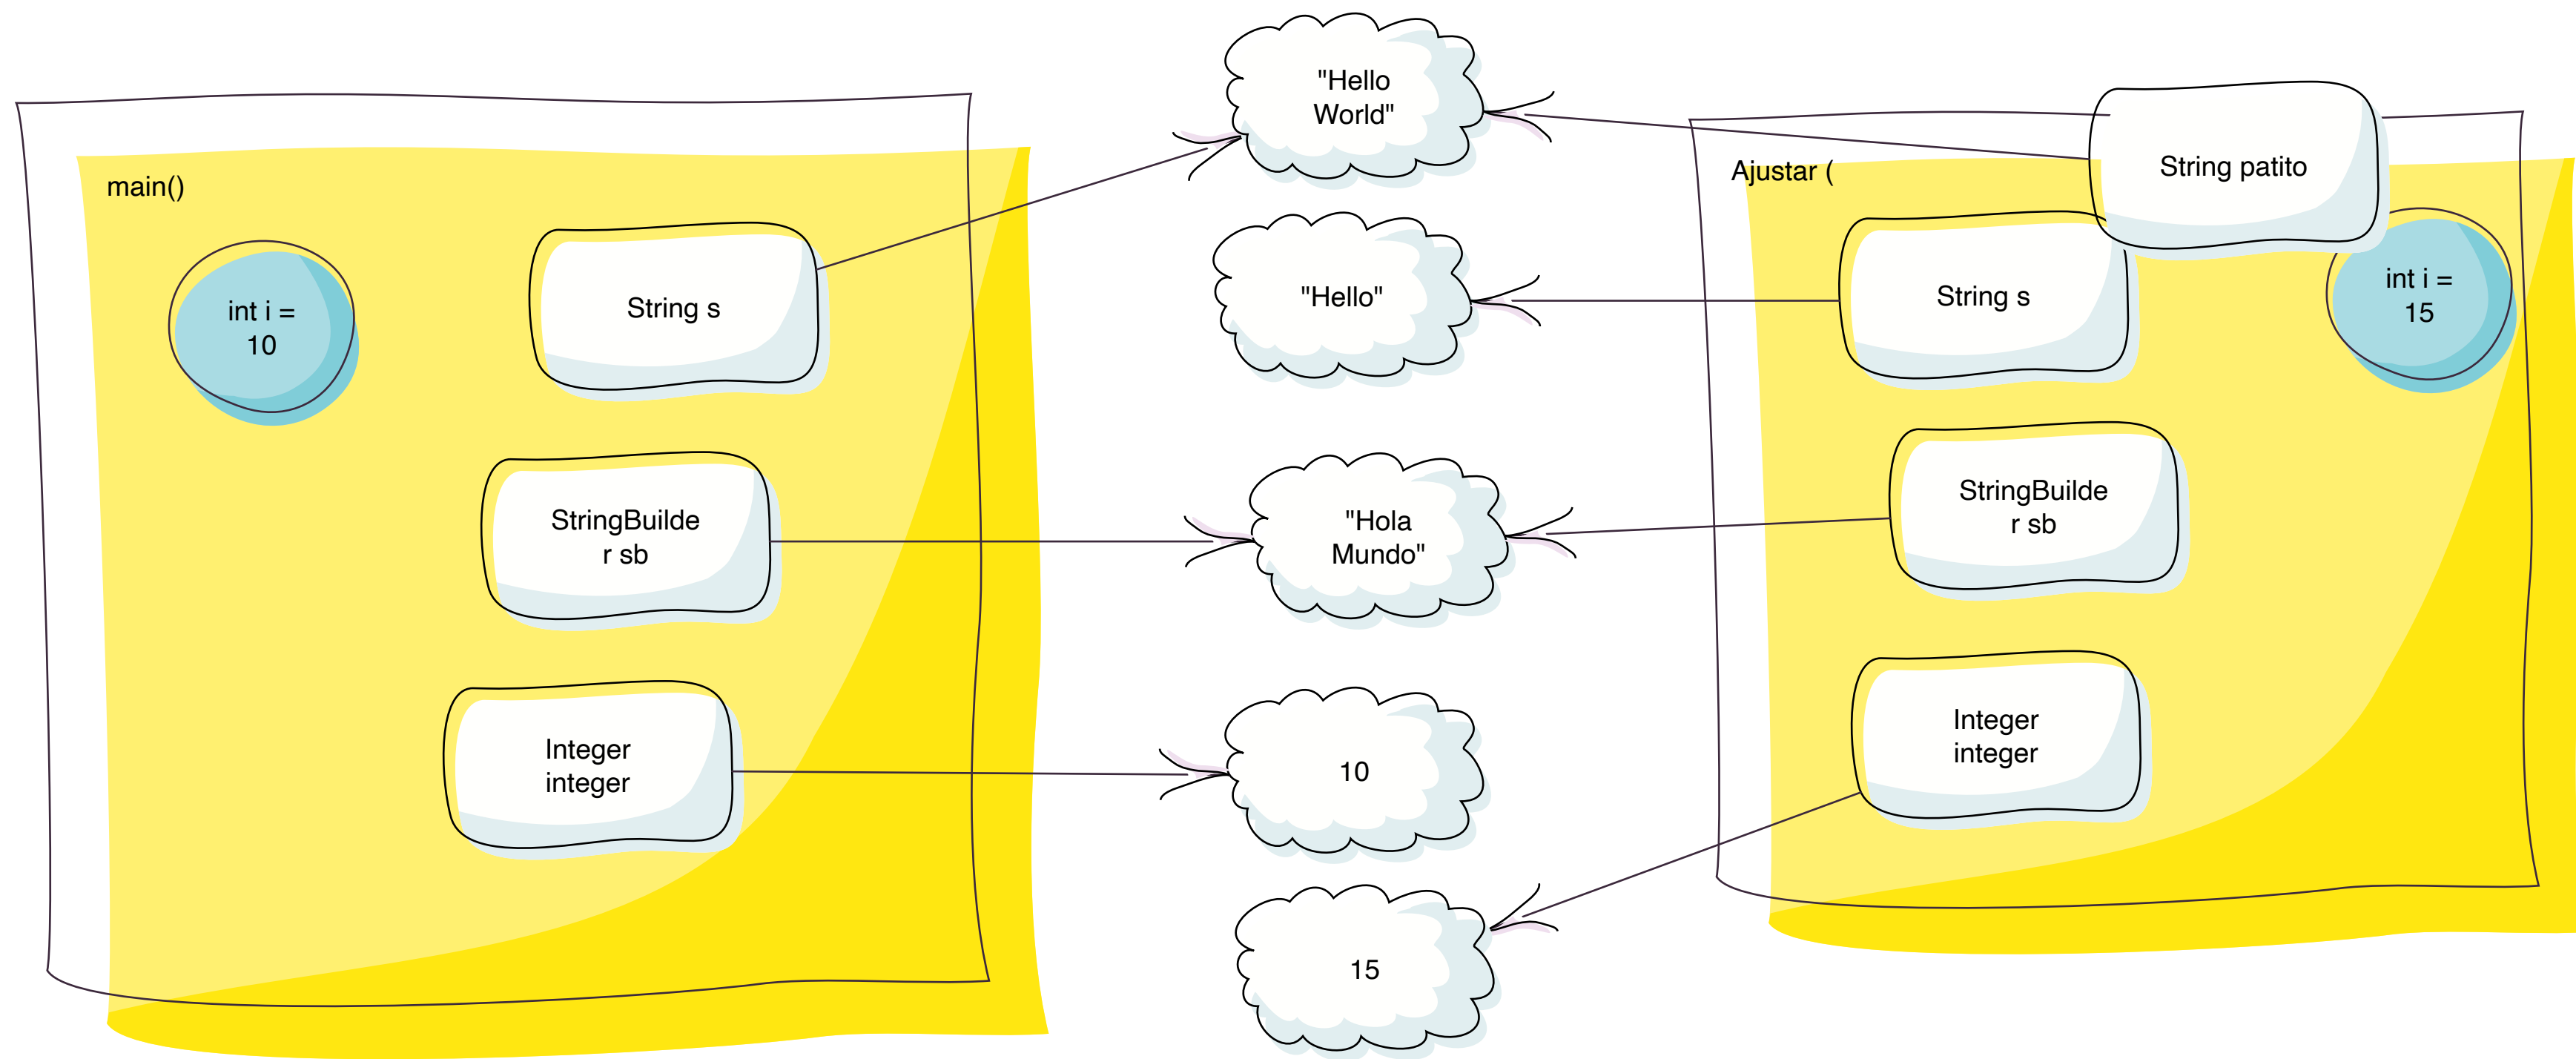 main()
int i =
10
String s
StringBuilde
r sb
Integer
integer
"Hello
World"
"Hello"
"Hola
Mundo"
10
15
Ajustar (
String patito
String s
int i =
15
StringBuilde
r sb
Integer
integer